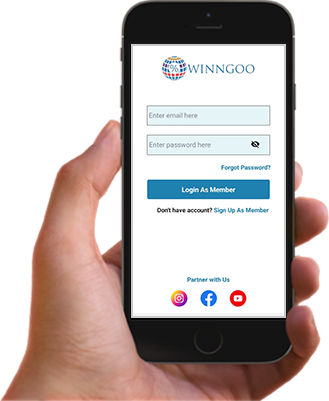 % WINNGOO
Enter email here
Enter password here
Forgot Password?
Login As Member
Don't have account? Sign Up As Member
Partner with Us